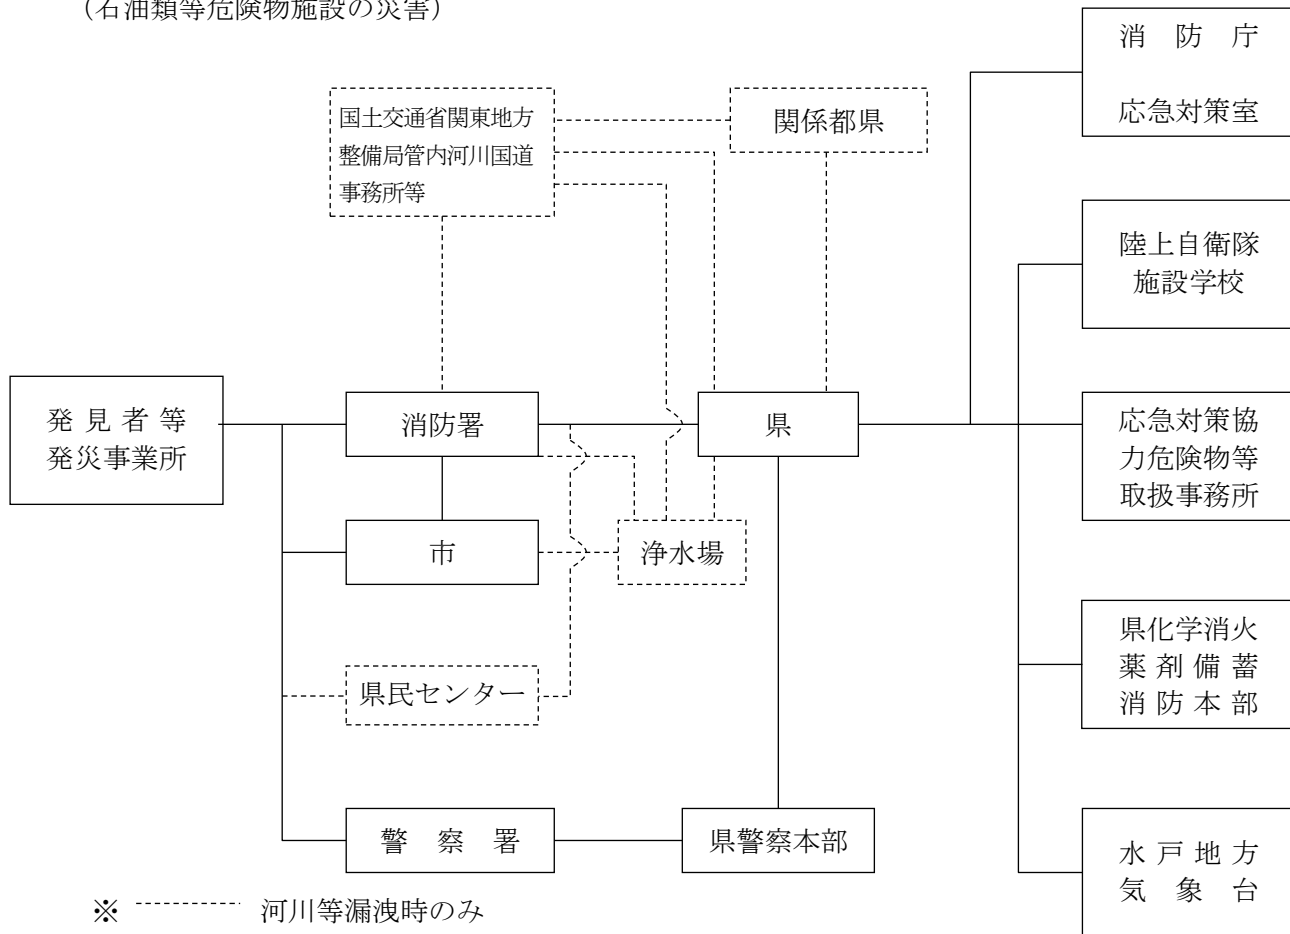 （石油類等危険物施設の災害）
消　防　庁
応急対策室
国土交通省関東地方
整備局管内河川国道
事務所等
関係都県
陸上自衛隊
施設学校
発 見 者 等
発災事業所
消防署
県
応急対策協
力危険物等
取扱事務所
市
浄水場
県民センター
県化学消火
薬 剤 備 蓄
消 防 本 部
警　察　署
県警察本部
水 戸 地 方
気　象　台
※ 河川等漏洩時のみ